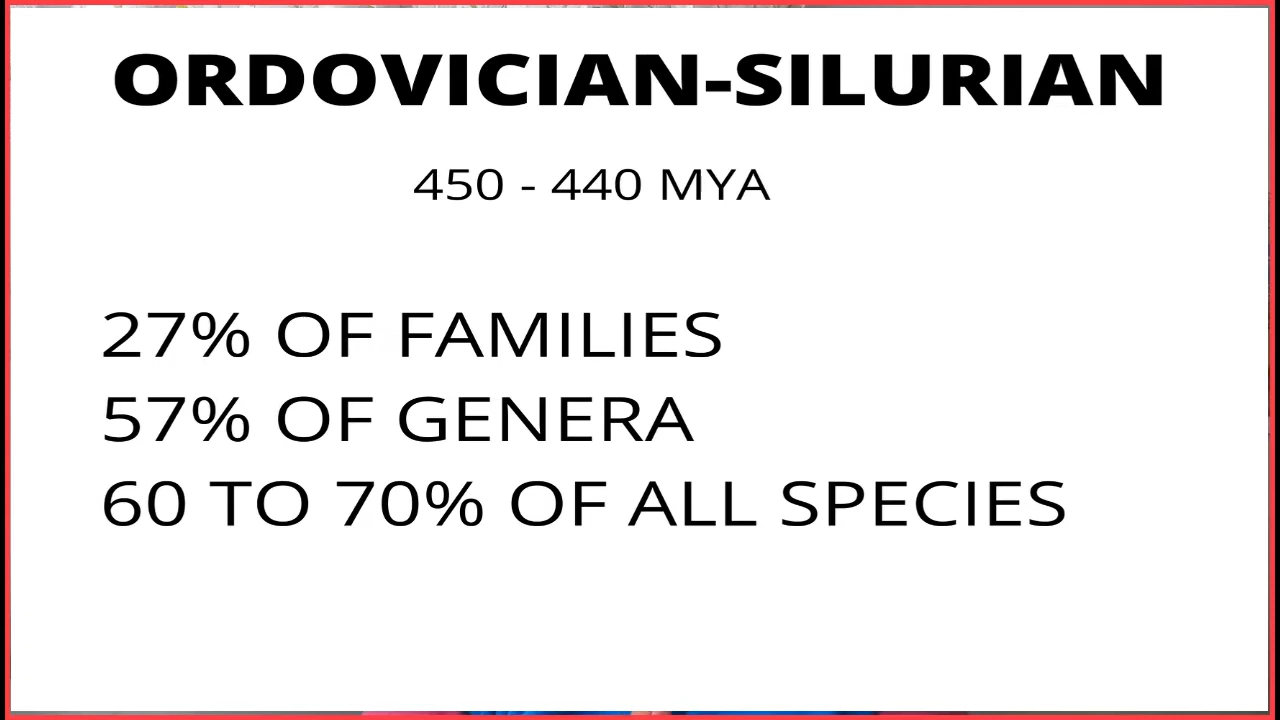 ORDOVICIAN-SILURIAN
450 - 440 MYA
27% OF FAMILIES
57% OF GENERA
60 TO 70% OF ALL SPECIES